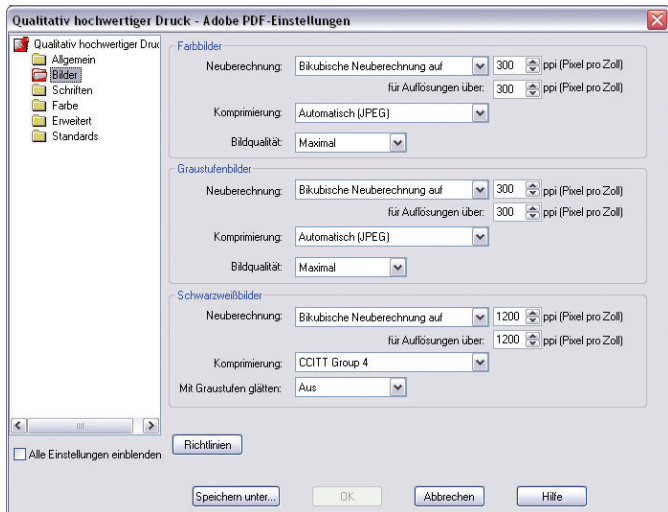 Qualitativ hochwertiger Druck - Adobe PDF-Einstellungen
Qualitativ hochwertiger Druc
Allgemein
Bilder
Schriften
Farbe
Erweitert
Standards
Alle Einstellungen einblenden
Farbbilder
Neuberechnung: Bikubische Neuberechnung auf 300 ppi (Pixel pro Zoll)
für Auflösungen über: 300 ppi (Pixel pro Zoll)
Komprimierung: Automatisch (JPEG)
Bildqualität: Maximal
Graustufenbilder
Neuberechnung: Bikubische Neuberechnung auf 300 ppi (Pixel pro Zoll)
für Auflösungen über: 300 ppi (Pixel pro Zoll)
Komprimierung: Automatisch (JPEG)
Bildqualität: Maximal
Schwarzweißbilder
Neuberechnung: Bikubische Neuberechnung auf 1200 ppi (Pixel pro Zoll)
für Auflösungen über: 1200 ppi (Pixel pro Zoll)
Komprimierung: CCITT Group 4
Mit Graustufen glätten: Aus
Richtlinien
Speichern unter... OK Abbrechen Hilfe